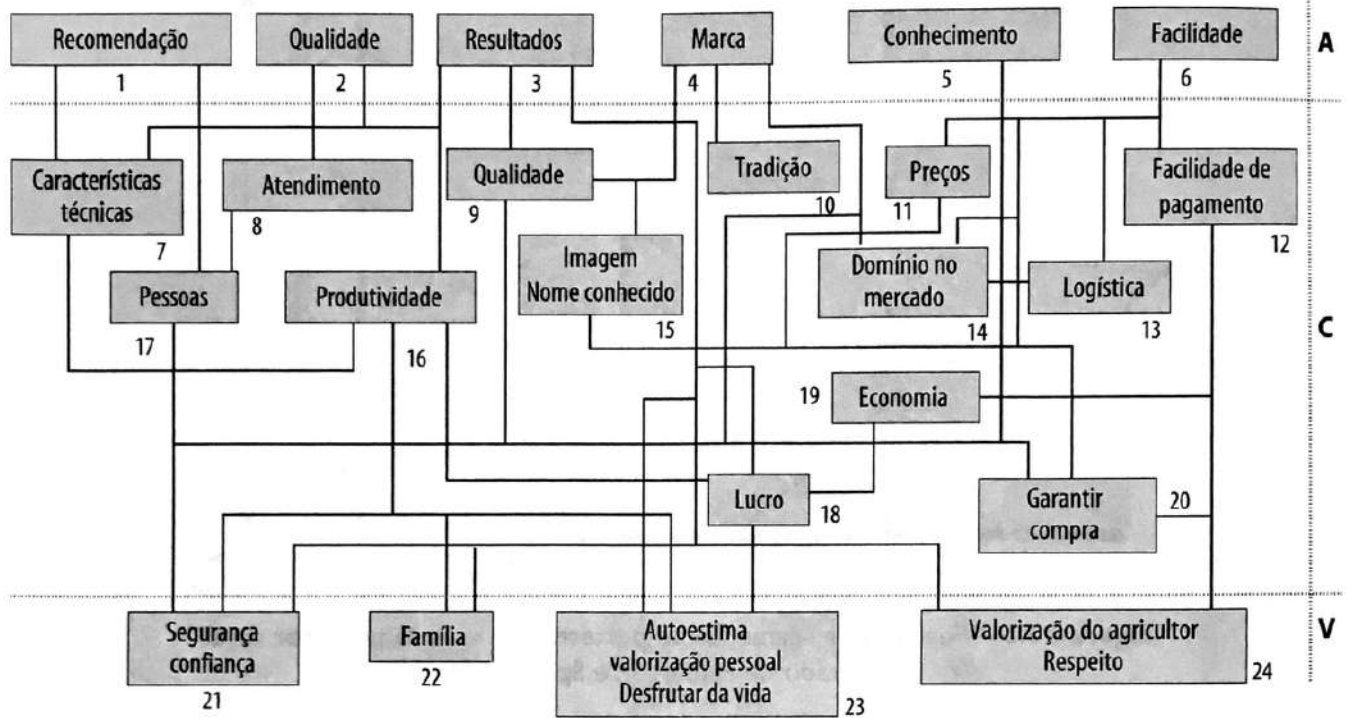 Recomendação
Qualidade
Resultados
Marca
Conhecimento
Facilidade
A
1
2
3
4
5
6
Características
técnicas
7
Atendimento
8
Qualidade
9
Tradição
10
Preços
11
Facilidade de
pagamento
12
Pessoas
17
Produtividade
16
Imagem
Nome conhecido
15
Domínio no
mercado
14
Logística
13
C
19
Economia
Lucro
18
Garantir
compra
20
V
Segurança
confiança
21
Família
22
Autoestima
valorização pessoal
Desfrutar da vida
23
Valorização do agricultor
Respeito
24